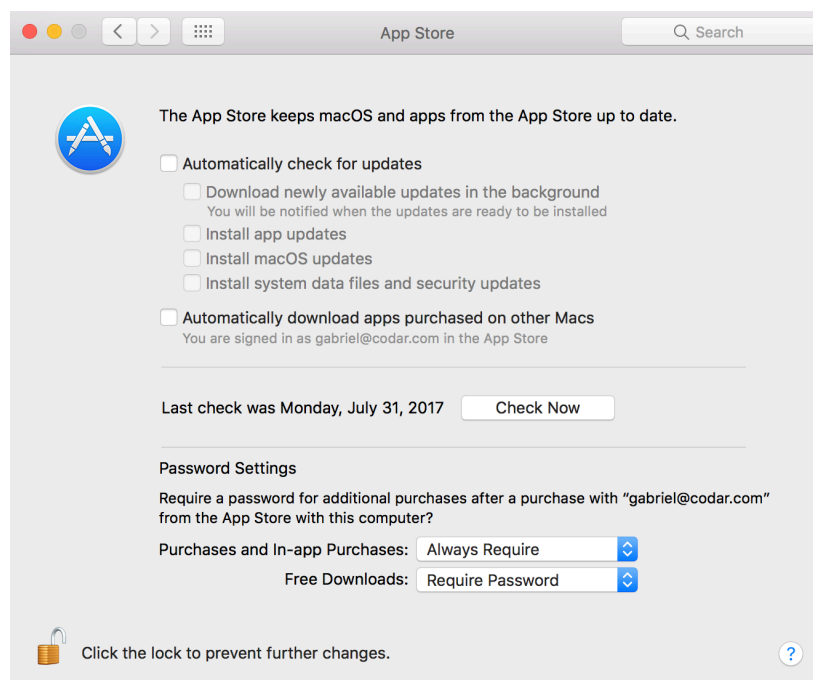 App Store
Search
The App Store keeps macOS and apps from the App Store up to date.
Automatically check for updates
Download newly available updates in the background
You will be notified when the updates are ready to be installed
Install app updates
Install macOS updates
Install system data files and security updates
Automatically download apps purchased on other Macs
You are signed in as gabriel@codar.com in the App Store
Last check was Monday, July 31, 2017 Check Now
Password Settings
Require a password for additional purchases after a purchase with “gabriel@codar.com”
from the App Store with this computer?
Purchases and In-app Purchases: Always Require
Free Downloads: Require Password
Click the lock to prevent further changes.
?